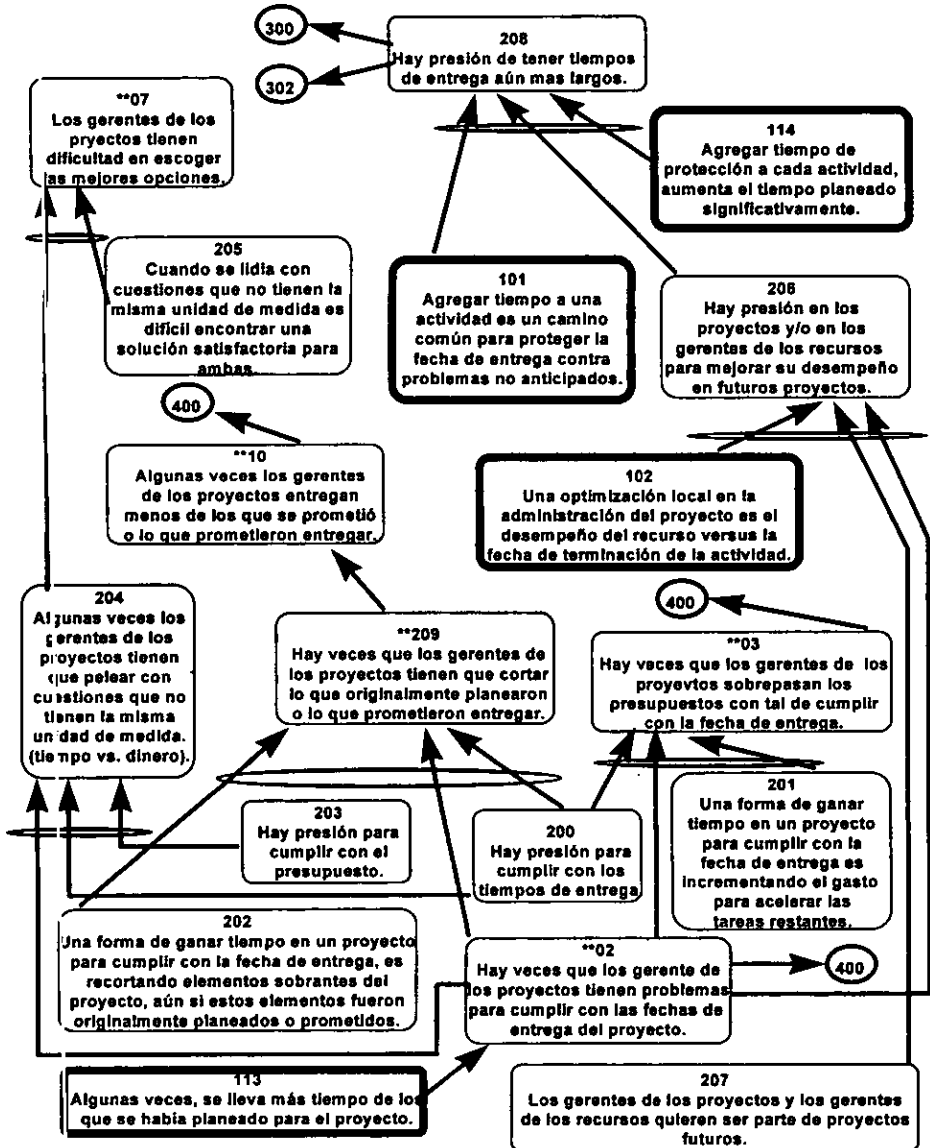 300
302
208
Hay presión de tener tiempos
de entrega aún mas largos.
**07
Los gerentes de los
pryectos tienen
dificultad en escoger
las mejores opciones.
114
Agregar tiempo de
protección a cada actividad,
aumenta el tiempo planeado
significativamente.
205
Cuando se lidia con
cuestiones que no tienen la
misma unidad de medida es
difícil encontrar una
solución satisfactoria para
ambas.
101
Agregar tiempo a una
actividad es un camino
común para proteger la
fecha de entrega contra
problemas no anticipados.
206
Hay presión en los
proyectos y/o en los
gerentes de los recursos
para mejorar su desempeño
en futuros proyectos.
400
**10
Algunas veces los gerentes
de los proyectos entregan
menos de los que se prometió
o lo que prometieron entregar.
102
Una optimización local en la
administración del proyecto es el
desempeño del recurso versus la
fecha de terminación de la actividad.
400
204
Algunas veces los
gerentes de los
proyectos tienen
que pelear con
cuestiones que no
tienen la misma
unidad de medida.
(tiempo vs. dinero).
**209
Hay veces que los gerentes de
los proyectos tienen que cortar
lo que originalmente planearon
o lo que prometieron entregar.
**03
Hay veces que los gerentes de los
proyevtos sobrepasan los
presupuestos con tal de cumplir
con la fecha de entrega.
203
Hay presión para
cumplir con el
presupuesto.
200
Hay presión para
cumplir con los
tiempos de entrega
201
Una forma de ganar
tiempo en un proyecto
para cumplir con la
fecha de entrega es
incrementando el gasto
para acelerar las
tareas restantes.
202
Una forma de ganar tiempo en un proyecto
para cumplir con la fecha de entrega, es
recortando elementos sobrantes del
proyecto, aún si estos elementos fueron
originalmente planeados o prometidos.
**02
Hay veces que los gerente de
los proyectos tienen problemas
para cumplir con las fechas de
entrega del proyecto.
400
113
Algunas veces, se lleva más tiempo de los
que se había planeado para el proyecto.
207
Los gerentes de los proyectos y los gerentes
de los recursos quieren ser parte de proyectos
futuros.